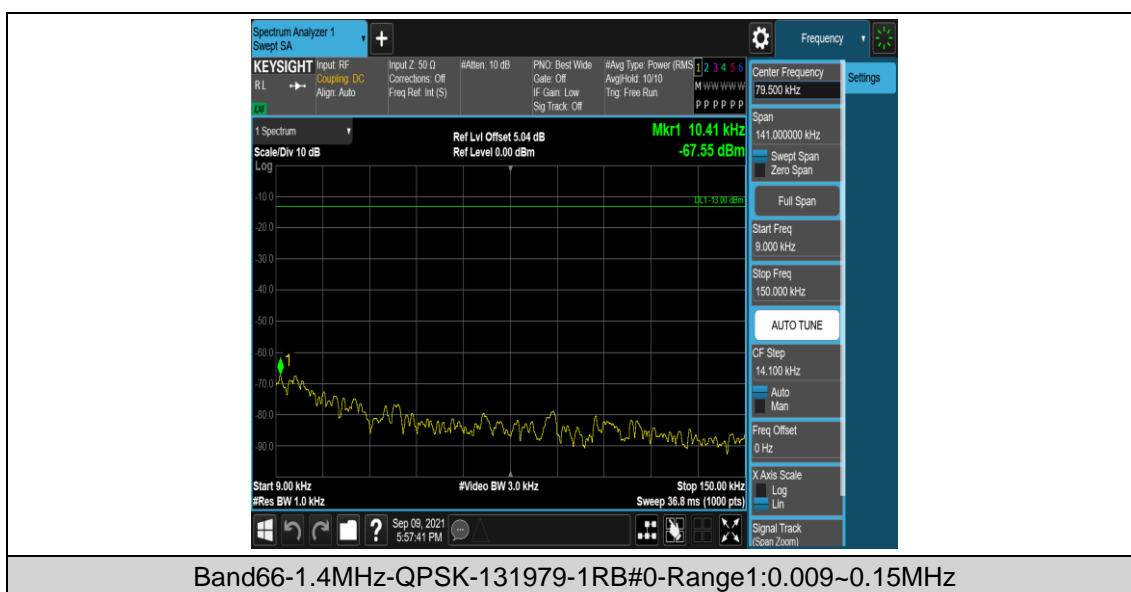 Spectrum Analyzer 1
Swept SA
+
Frequency
KEYSIGHT
RL
LXI
Input: RF
Coupling: DC
Align: Auto
Input Z: 50 Ω
Corrections: Off
Freq Ref: Int (S)
#Atten: 10 dB
PNO: Best Wide
Gate: Off
IF Gain: Low
Sig Track: Off
#Avg Type: Power (RMS
Avg|Hold: 10/10
Trig: Free Run
1 2 3 4 5 6
M W W W W W
P P P P P P
1 Spectrum
Scale/Div 10 dB
Log
Ref Lvl Offset 5.04 dB
Ref Level 0.00 dBm
Mkr1 10.41 kHz
-67.55 dBm
DL1 -13.00 dBm
-10.0
-20.0
-30.0
-40.0
-50.0
-60.0
-70.0
-80.0
-90.0
1
Start 9.00 kHz
#Res BW 1.0 kHz
#Video BW 3.0 kHz
Stop 150.00 kHz
Sweep 36.8 ms (1000 pts)
Center Frequency
79.500 kHz
Settings
Span
141.000000 kHz
Swept Span
Zero Span
Full Span
Start Freq
9.000 kHz
Stop Freq
150.000 kHz
AUTO TUNE
CF Step
14.100 kHz
Auto
Man
Freq Offset
0 Hz
X Axis Scale
Log
Lin
Signal Track
(Span Zoom)
?
Sep 09, 2021
5:57:41 PM
Band66-1.4MHz-QPSK-131979-1RB#0-Range1:0.009~0.15MHz